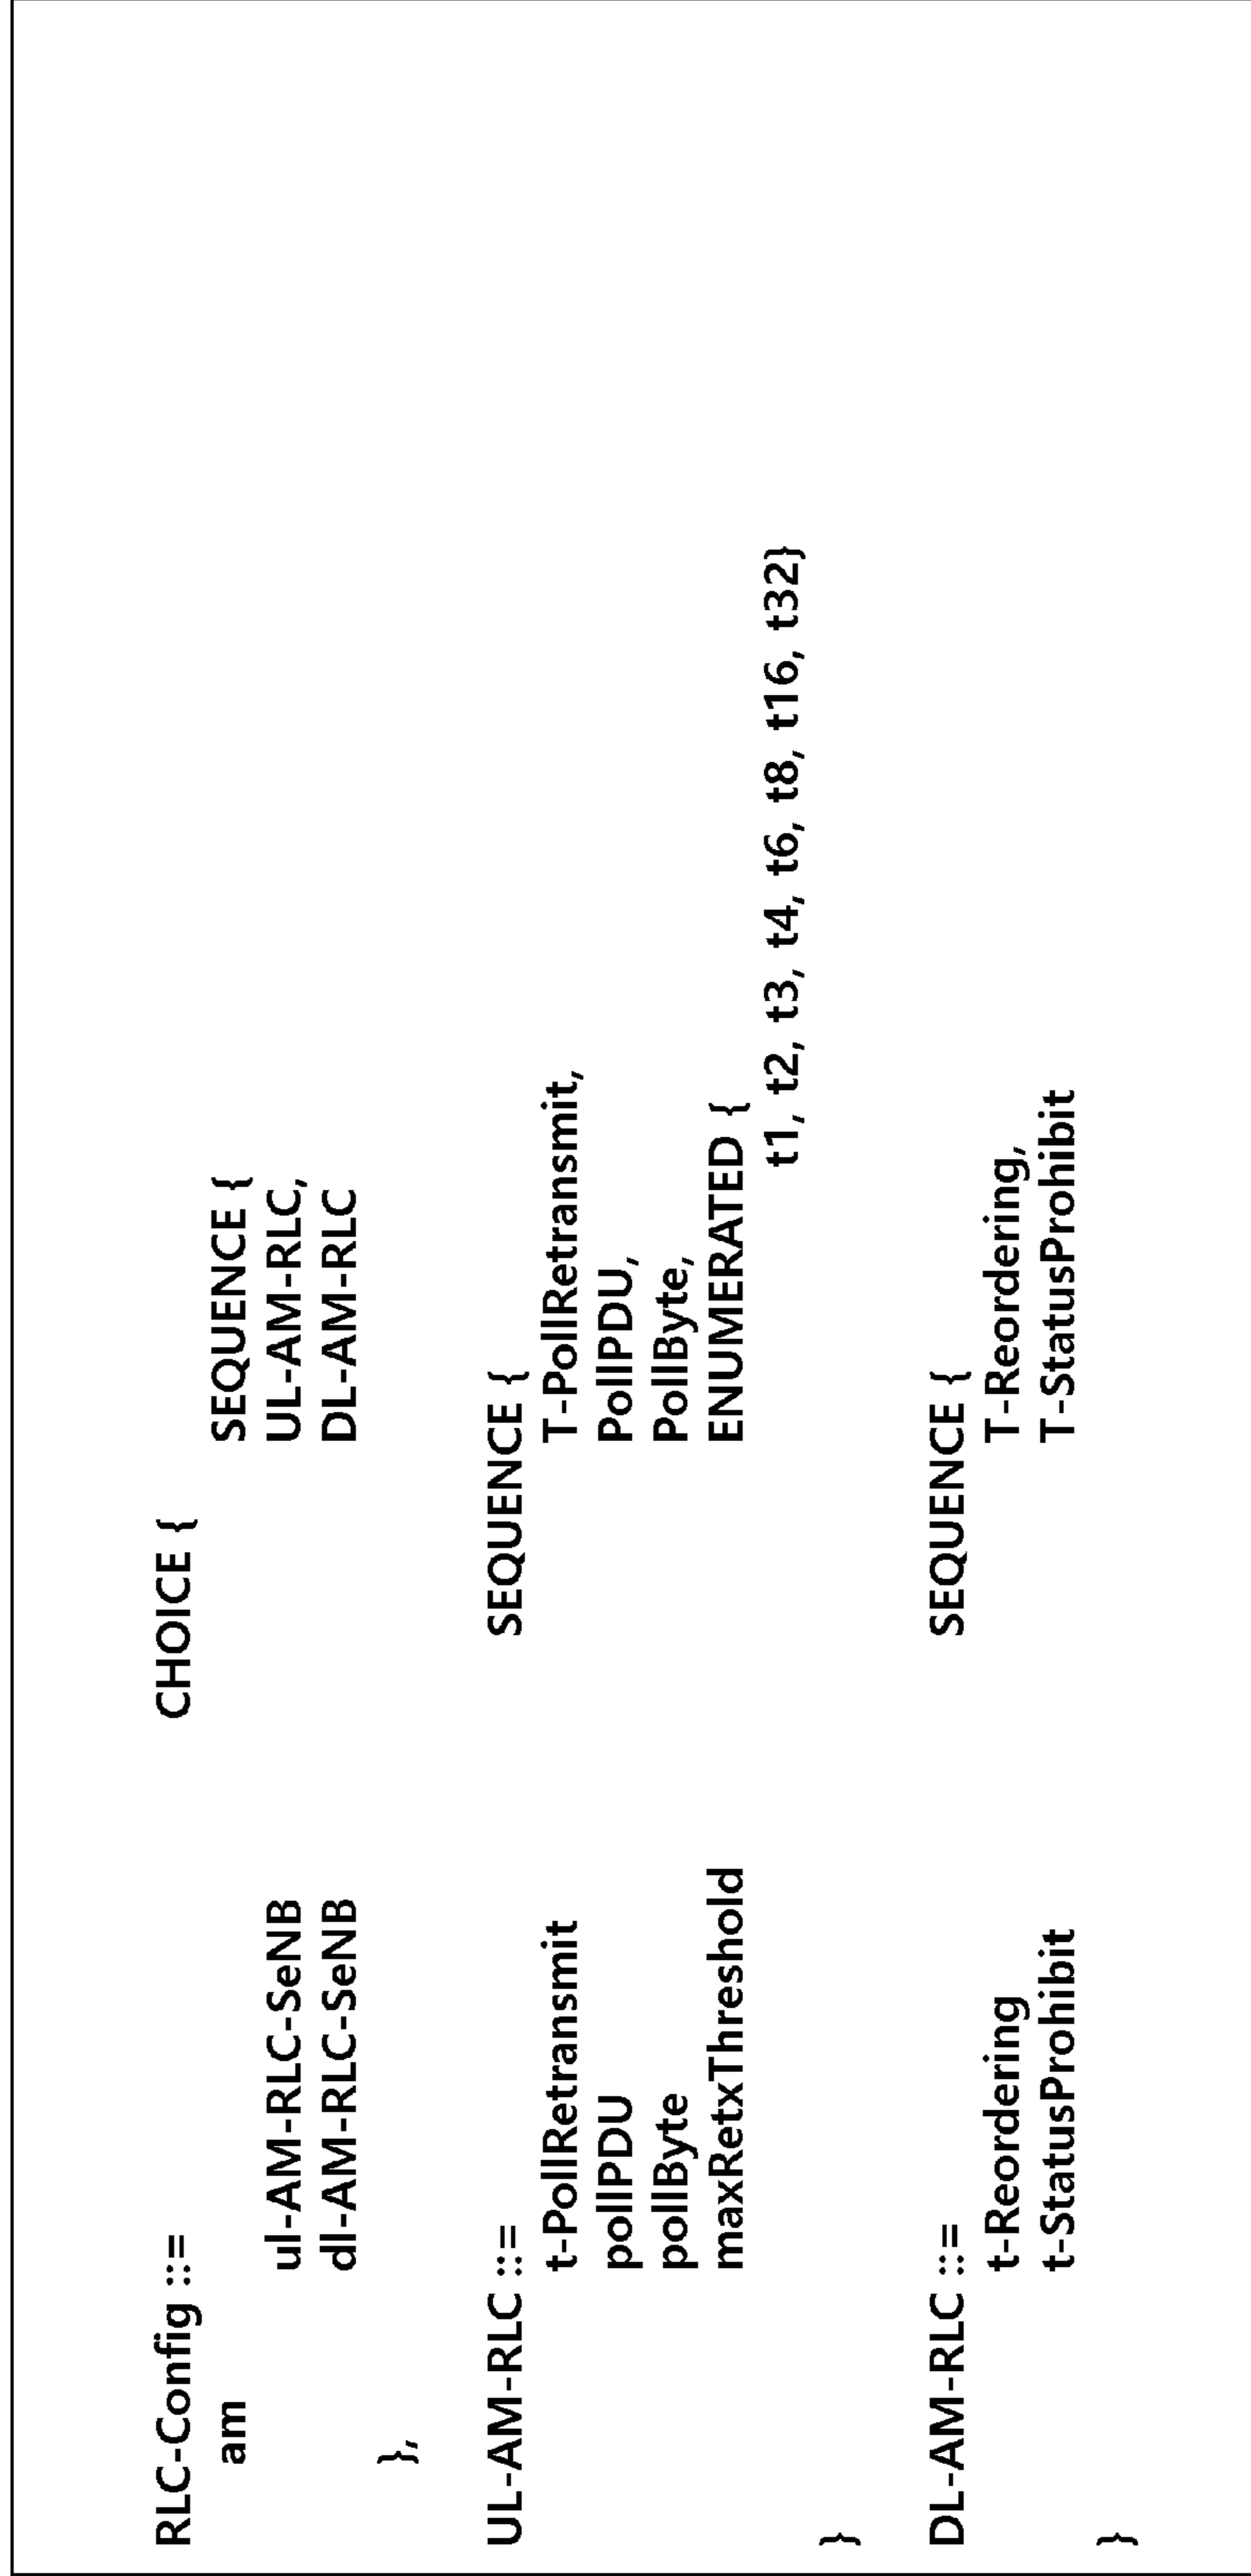 RLC-Config ::= CHOICE {
am SEQUENCE {
ul-AM-RLC-SeNB UL-AM-RLC,
dl-AM-RLC-SeNB DL-AM-RLC
},
UL-AM-RLC ::= SEQUENCE {
t-PollRetransmit T-PollRetransmit,
pollPDU PollPDU,
pollByte PollByte,
maxRetxThreshold ENUMERATED {
t1, t2, t3, t4, t6, t8, t16, t32}
}
DL-AM-RLC ::= SEQUENCE {
t-Reordering T-Reordering,
t-StatusProhibit T-StatusProhibit
}